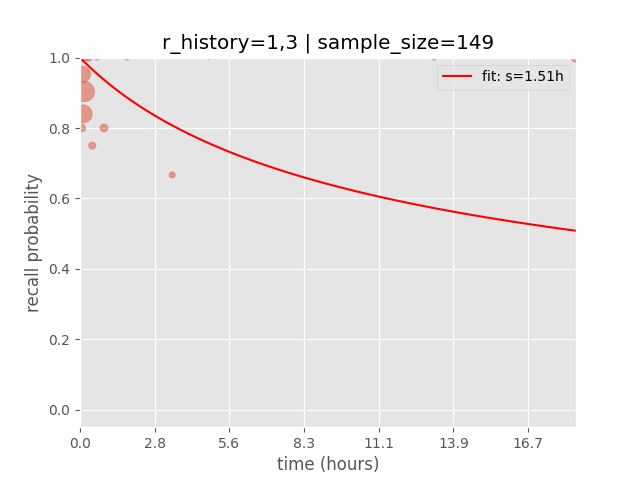 r_history=1,3 | sample_size=149
fit: s=1.51h
1.0
0.8
0.6
0.4
0.2
0.0
recall probability
0.0 2.8 5.6 8.3 11.1 13.9 16.7
time (hours)